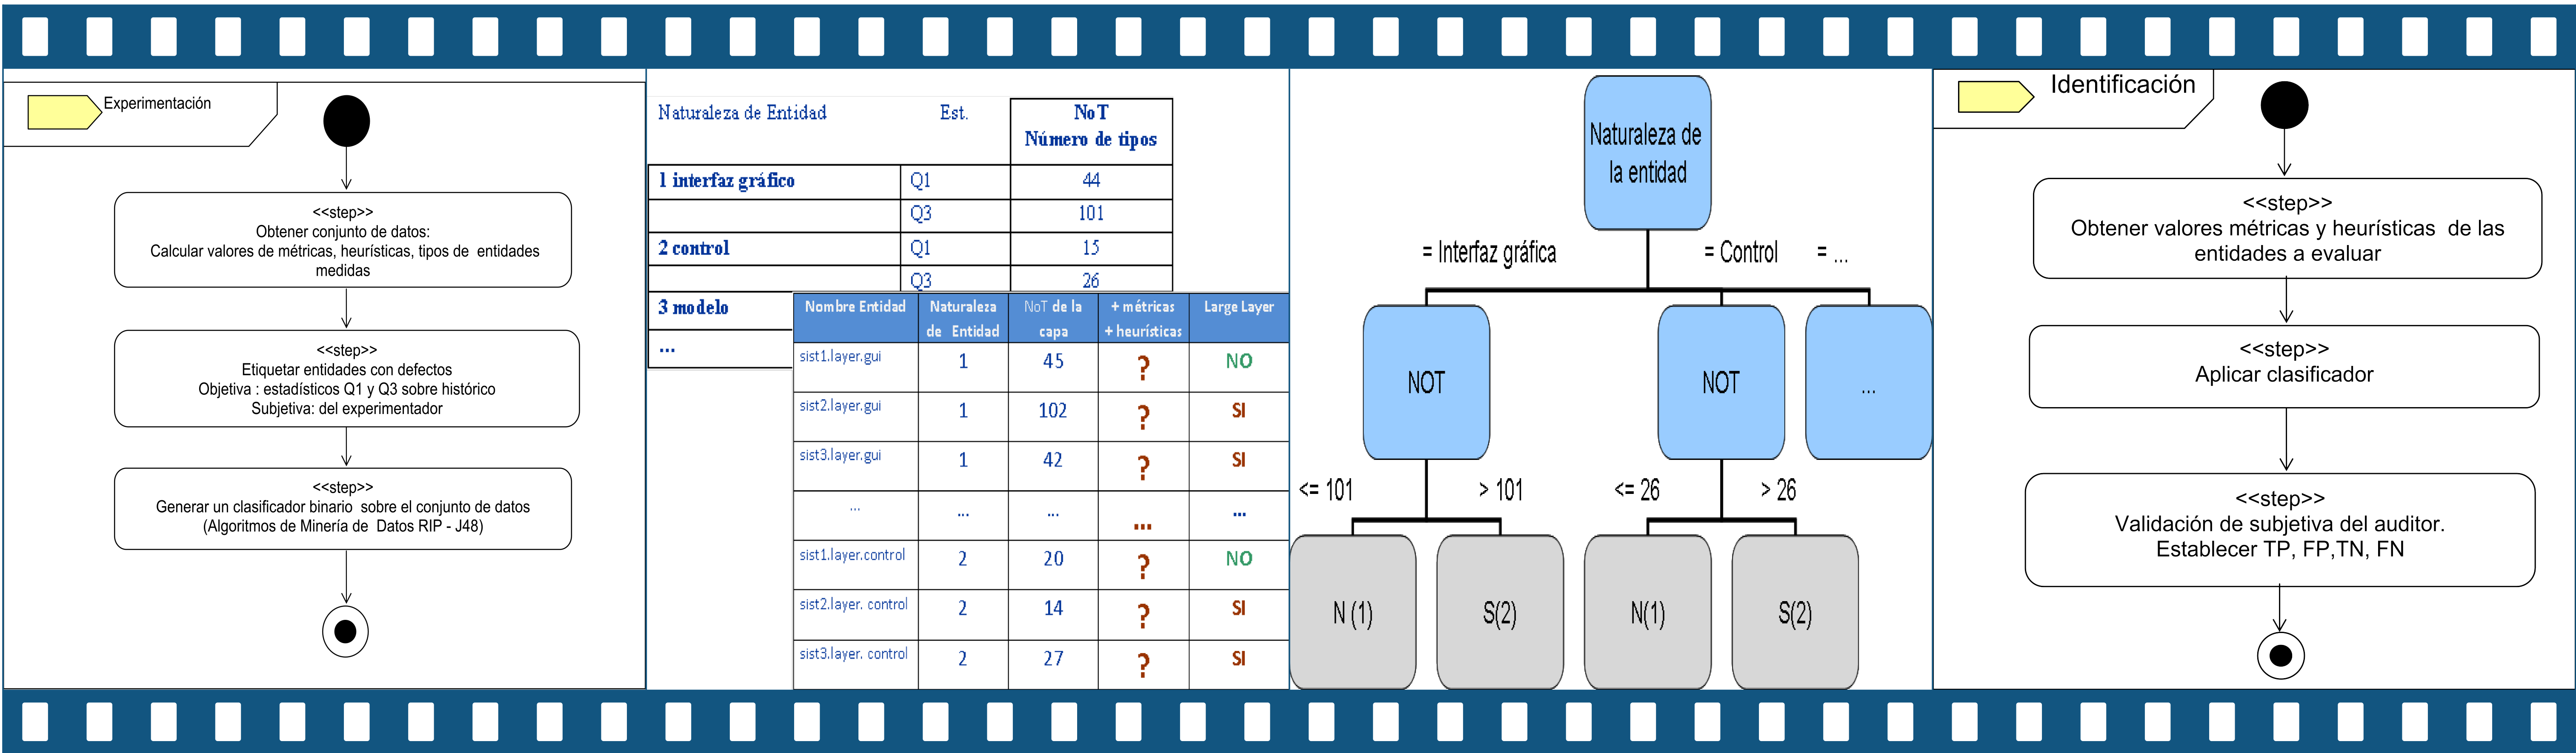 Experimentación
<<step>>
Obtener conjunto de datos:
Calcular valores de métricas, heurísticas, tipos de entidades
medidas
<<step>>
Etiquetar entidades con defectos
Objetiva : estadísticos Q1 y Q3 sobre histórico
Subjetiva: del experimentador
<<step>>
Generar un clasificador binario sobre el conjunto de datos
(Algoritmos de Minería de Datos RIP - J48)
Naturaleza de Entidad Est. NoT
Número de tipos
1 interfaz gráfico Q1 44
Q3 101
2 control Q1 15
Q3 26
3 modelo
...
Nombre Entidad Naturaleza NoT de la + métricas Large Layer
de Entidad capa + heurísticas
sist1.layer.gui 1 45 ? NO
sist2.layer.gui 1 102 ? SI
sist3.layer.gui 1 42 ? SI
... ... ... ... ...
sist1.layer.control 2 20 ? NO
sist2.layer. control 2 14 ? SI
sist3.layer. control 2 27 ? SI
Naturaleza de
la entidad
= Interfaz gráfica = Control = ...
NOT NOT ...
<= 101 > 101 <= 26 > 26
N (1) S(2) N(1) S(2)
Identificación
<<step>>
Obtener valores métricas y heurísticas de las
entidades a evaluar
<<step>>
Aplicar clasificador
<<step>>
Validación de subjetiva del auditor.
Establecer TP, FP,TN, FN